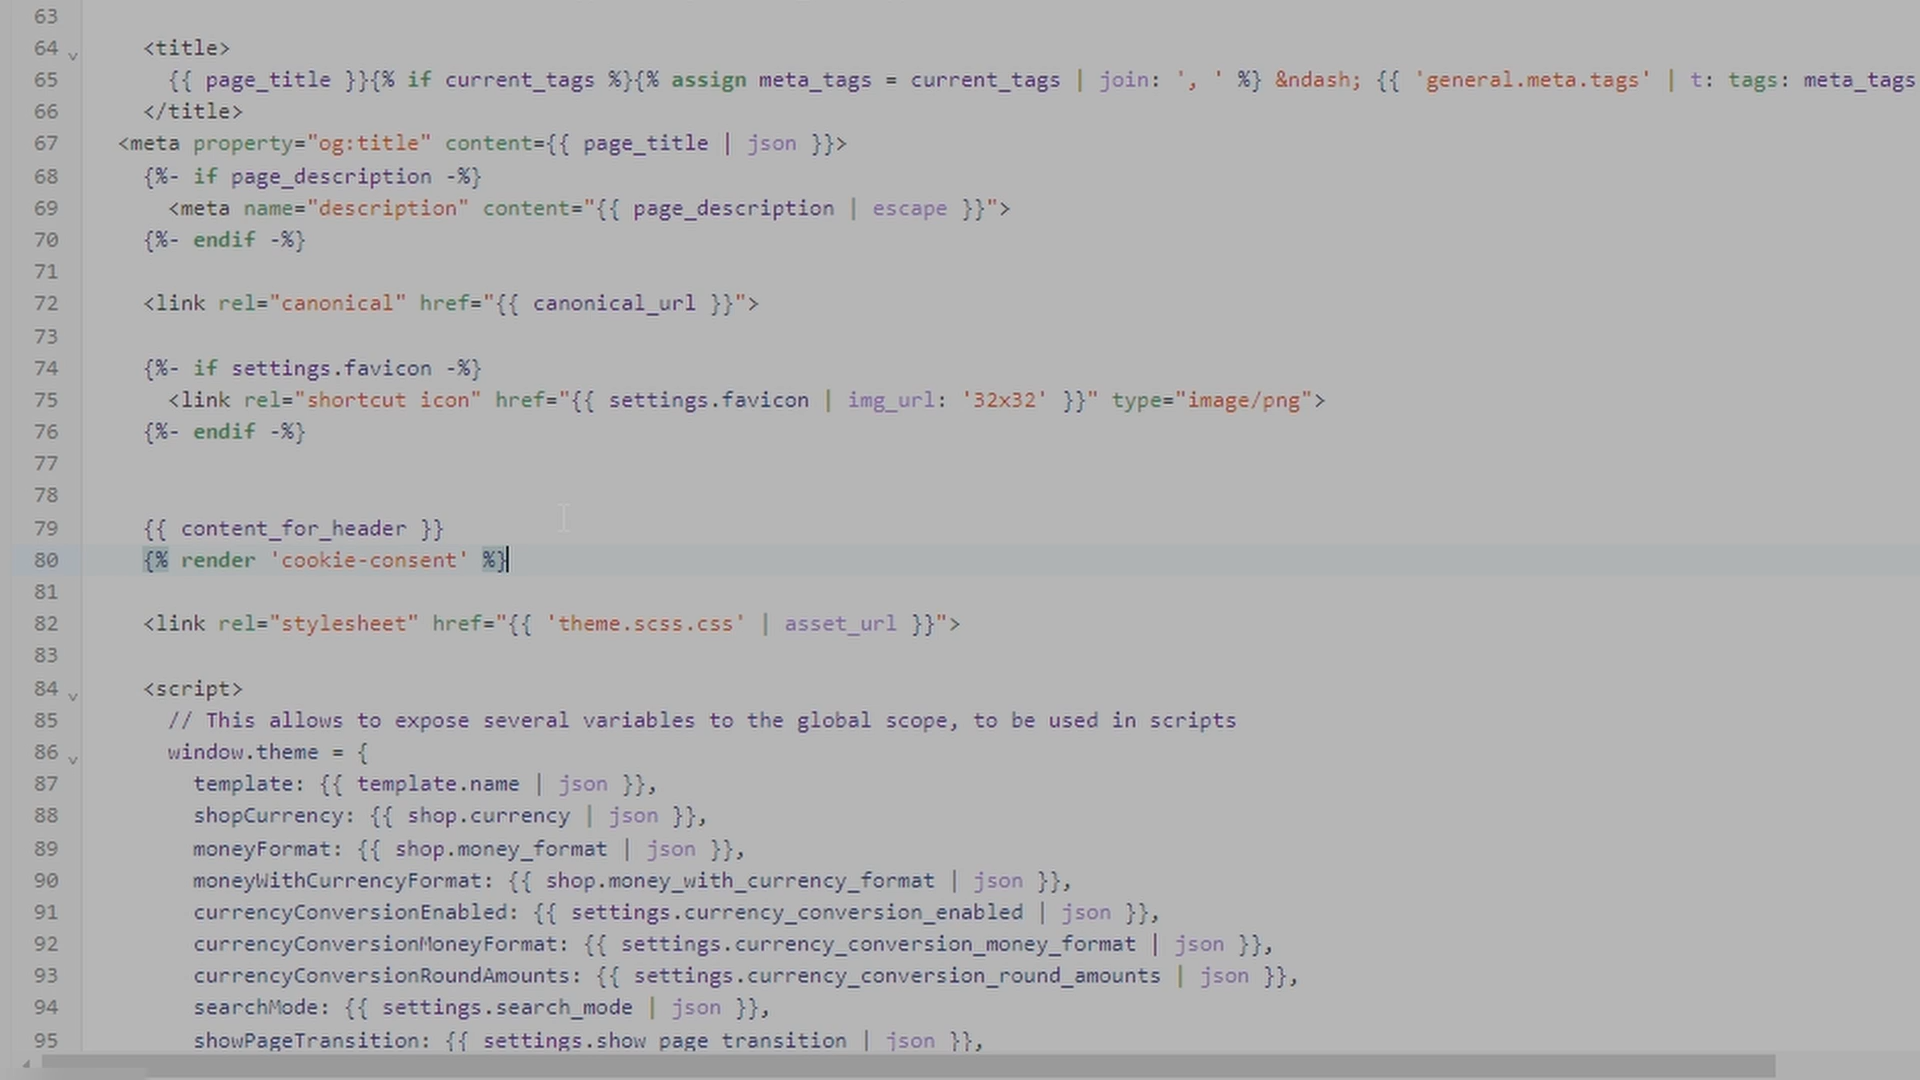 63
64 <title>
65 {{ page_title }}{% if current_tags %}{% assign meta_tags = current_tags | join: ', ' %} &ndash; {{ 'general.meta.tags' | t: tags: meta_tags
66 </title>
67 <meta property="og:title" content={{ page_title | json }}>
68 {%- if page_description -%}
69 <meta name="description" content="{{ page_description | escape }}">
70 {%- endif -%}
71
72 <link rel="canonical" href="{{ canonical_url }}">
73
74 {%- if settings.favicon -%}
75 <link rel="shortcut icon" href="{{ settings.favicon | img_url: '32x32' }}" type="image/png">
76 {%- endif -%}
77
78
79 {{ content_for_header }}
80 {% render 'cookie-consent' %}
81
82 <link rel="stylesheet" href="{{ 'theme.scss.css' | asset_url }}">
83
84 <script>
85 // This allows to expose several variables to the global scope, to be used in scripts
86 window.theme = {
87 template: {{ template.name | json }},
88 shopCurrency: {{ shop.currency | json }},
89 moneyFormat: {{ shop.money_format | json }},
90 moneyWithCurrencyFormat: {{ shop.money_with_currency_format | json }},
91 currencyConversionEnabled: {{ settings.currency_conversion_enabled | json }},
92 currencyConversionMoneyFormat: {{ settings.currency_conversion_money_format | json }},
93 currencyConversionRoundAmounts: {{ settings.currency_conversion_round_amounts | json }},
94 searchMode: {{ settings.search_mode | json }},
95 showPageTransition: {{ settings.show_page_transition | json }},